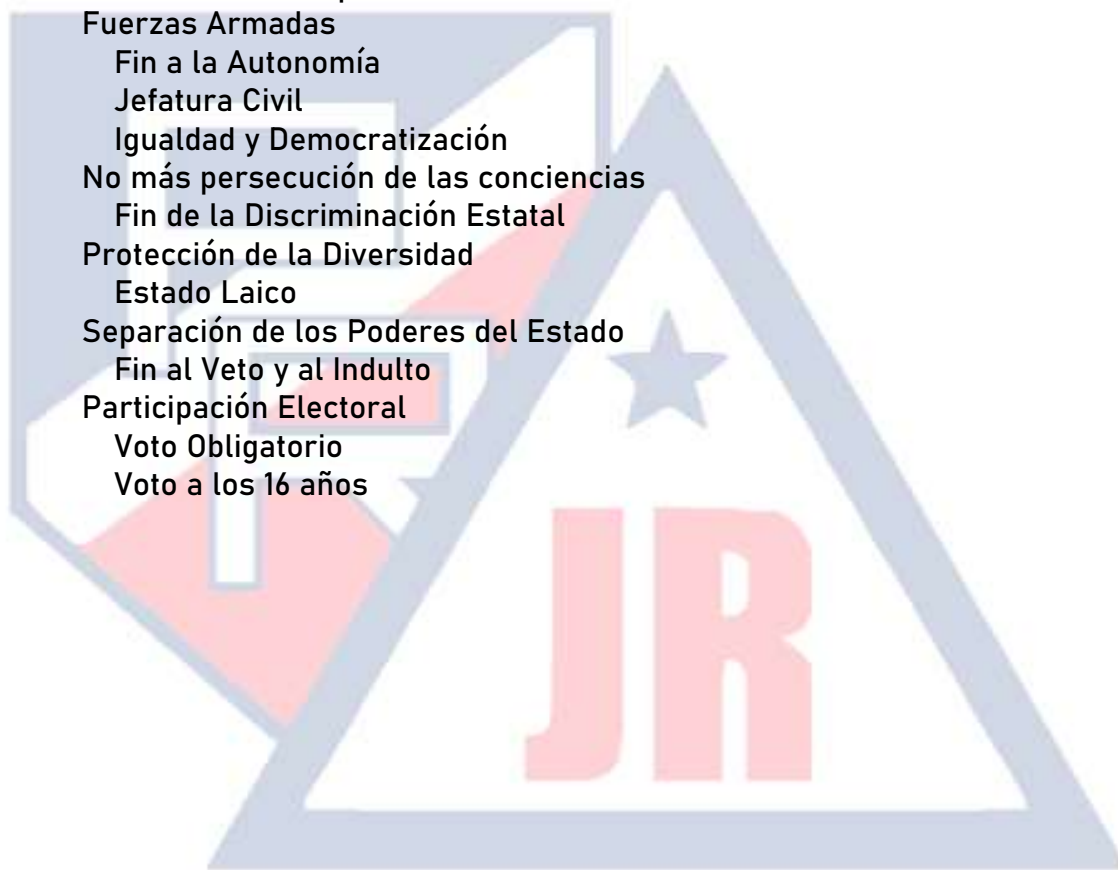 Fuerzas Armadas
Fin a la Autonomía
Jefatura Civil
Igualdad y Democratización
No más persecución de las conciencias
Fin de la Discriminación Estatal
Protección de la Diversidad
Estado Laico
Separación de los Poderes del Estado
Fin al Veto y al Indulto
Participación Electoral
Voto Obligatorio
Voto a los 16 años
JR